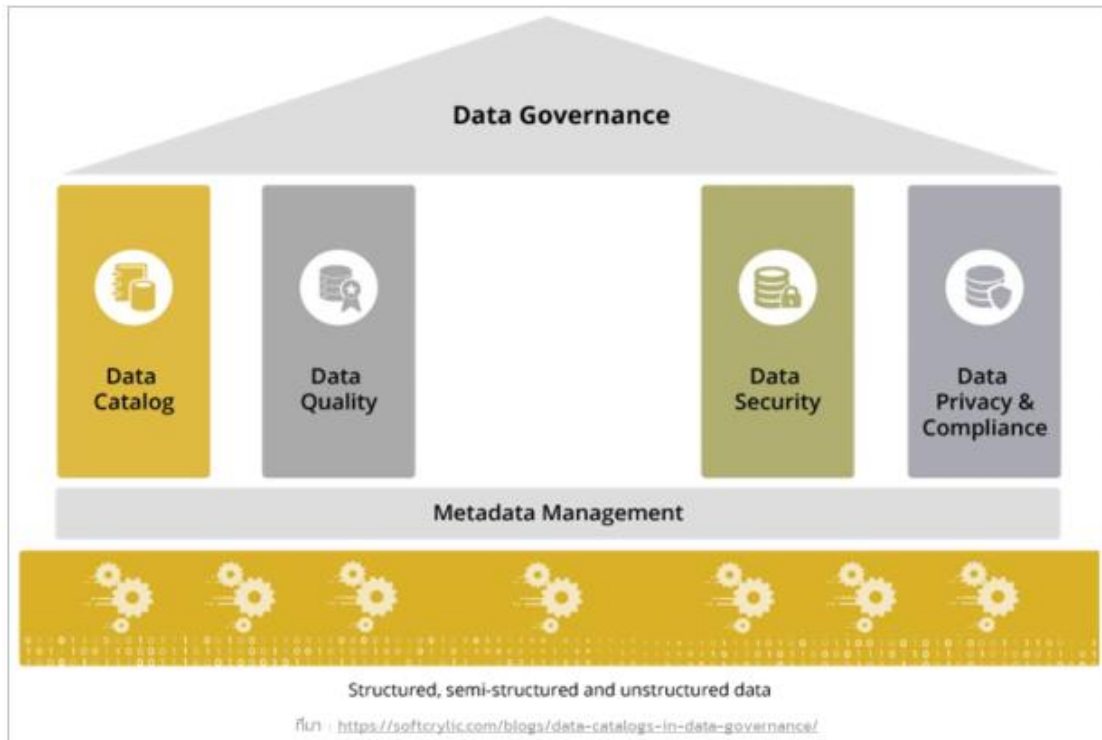 Data Governance
Data
Catalog
Data
Quality
Data
Security
Data
Privacy &
Compliance
Metadata Management
Structured, semi-structured and unstructured data
ที่มา : https://softcrylic.com/blogs/data-catalogs-in-data-governance/